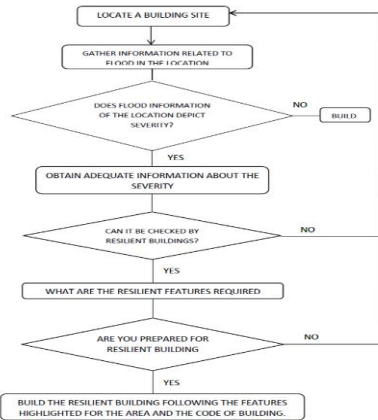 LOCATE A BUILDING SITE
GATHER INFORMATION RELATED TO
FLOOD IN THE LOCATION
DOES FLOOD INFORMATION
OF THE LOCATION DEPICT
SEVERITY?
NO
BUILD
YES
OBTAIN ADEQUATE INFORMATION ABOUT THE
SEVERITY
CAN IT BE CHECKED BY
RESILIENT BUILDINGS?
NO
YES
WHAT ARE THE RESILIENT FEATURES REQUIRED
ARE YOU PREPARED FOR
RESILIENT BUILDING
NO
YES
BUILD THE RESILIENT BUILDING FOLLOWING THE FEATURES
HIGHLIGHTED FOR THE AREA AND THE CODE OF BUILDING.